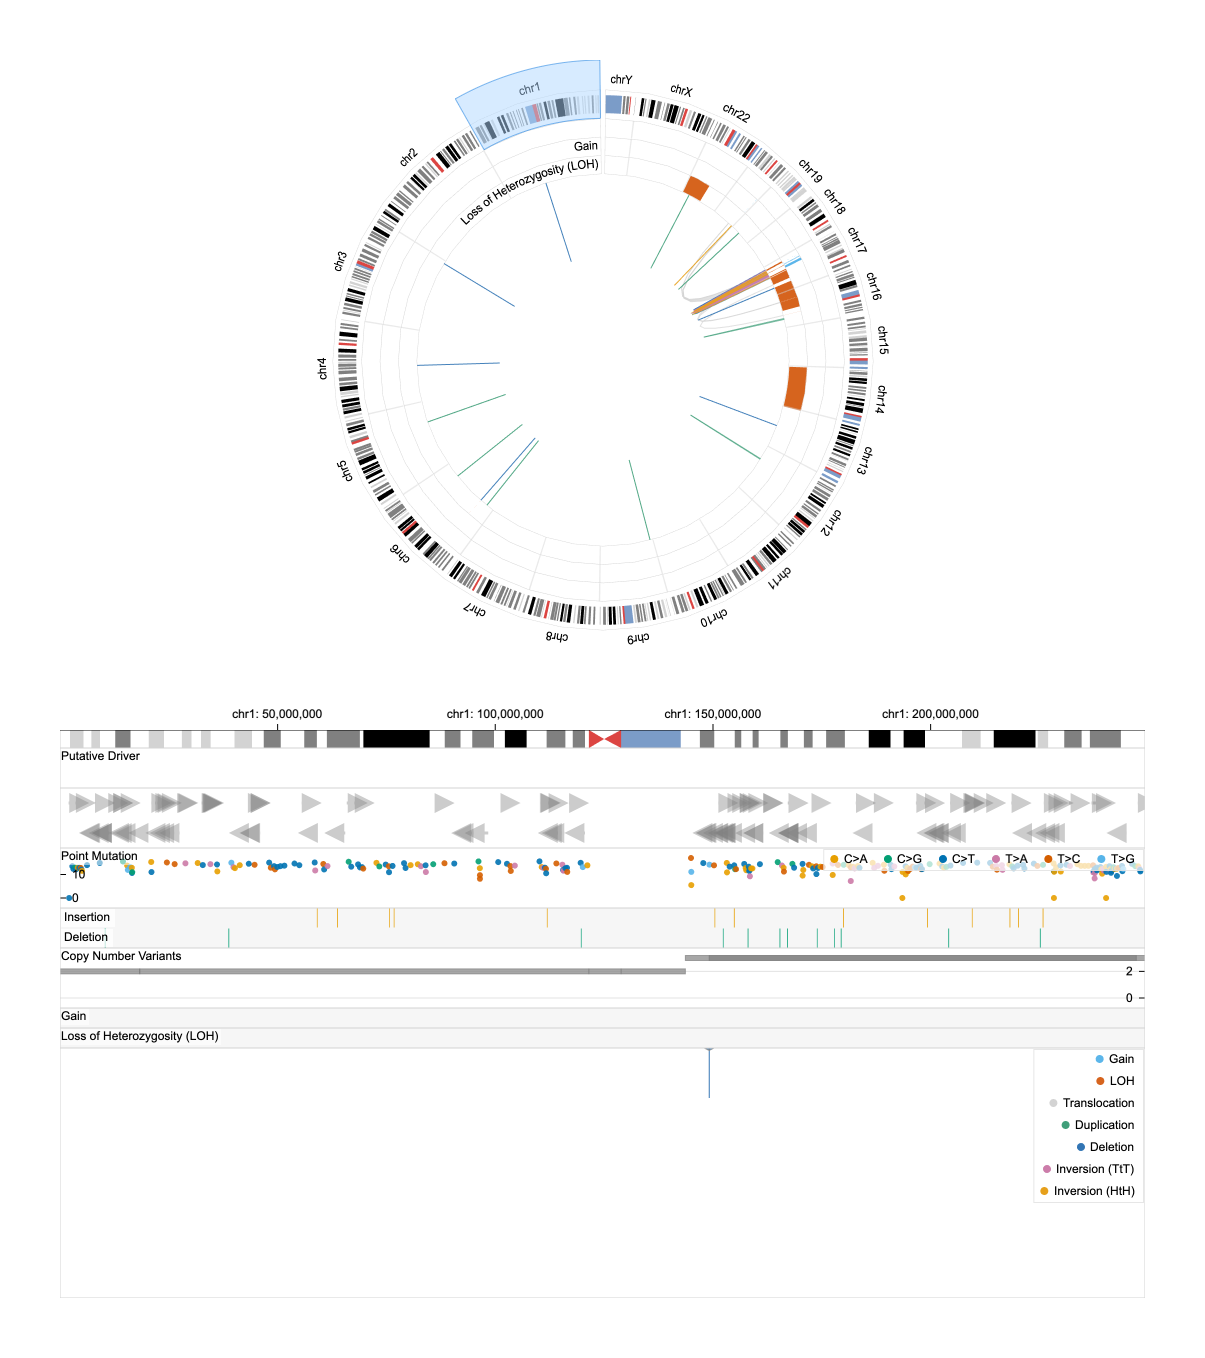 chr1
chrY
chrX
chr22
chr19
chr18
chr17
chr16
chr15
chr14
chr13
chr12
chr11
chr10
chr9
chr8
chr7
chr6
chr5
chr4
chr3
chr2
Gain
Loss of Heterozygosity (LOH)
chr1: 50,000,000 chr1: 100,000,000 chr1: 150,000,000 chr1: 200,000,000
Putative Driver
Point Mutation
C>A C>G C>T T>A T>C T>G
10
0
Insertion
Deletion
Copy Number Variants
2
0
Gain
Loss of Heterozygosity (LOH)
Gain
LOH
Translocation
Duplication
Deletion
Inversion (TtT)
Inversion (HtH)